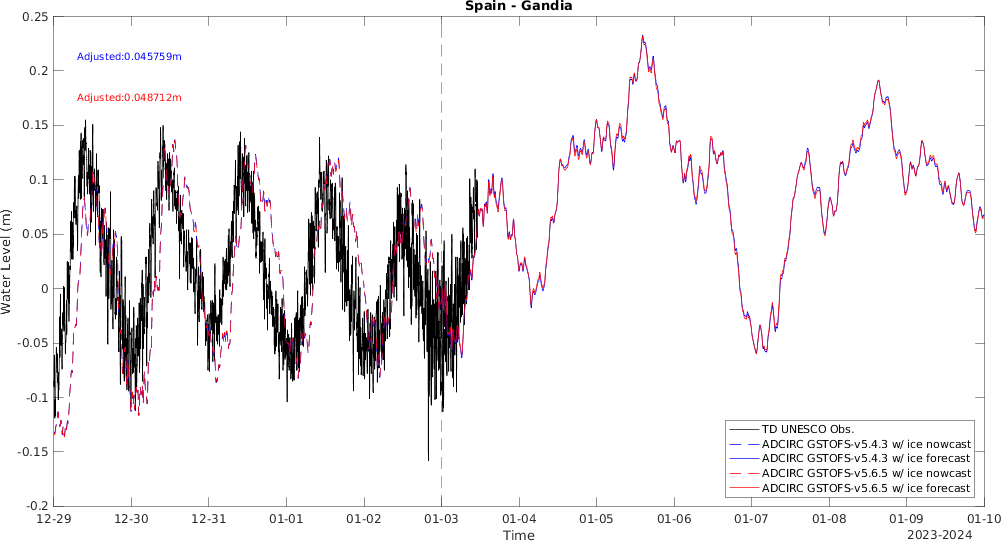 Spain - Gandia
Adjusted:0.045759m
Adjusted:0.048712m
Water Level (m)
0.25
0.2
0.15
0.1
0.05
0
-0.05
-0.1
-0.15
-0.2
TD UNESCO Obs.
ADCIRC GSTOFS-v5.4.3 w/ ice nowcast
ADCIRC GSTOFS-v5.4.3 w/ ice forecast
ADCIRC GSTOFS-v5.6.5 w/ ice nowcast
ADCIRC GSTOFS-v5.6.5 w/ ice forecast
12-29 12-30 12-31 01-01 01-02 01-03 01-04 01-05 01-06 01-07 01-08 01-09 01-10
Time
2023-2024